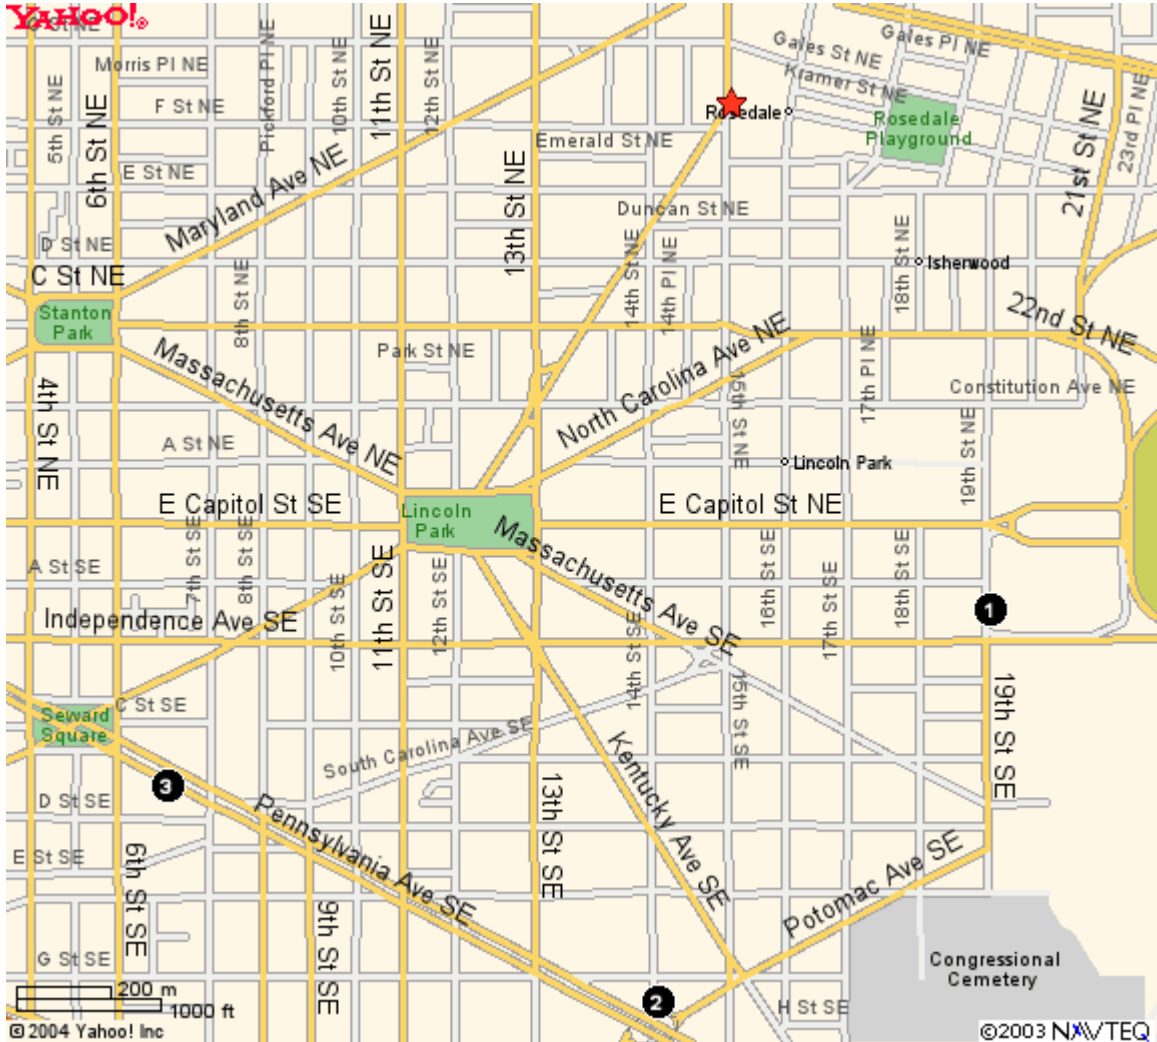 YAHOO!®
C St NE
Morris Pl NE
F St NE
5th St NE
6th St NE
Pickford Pl NE
10th St NE
11th St NE
12th St NE
E St NE
Maryland Ave NE
Emerald St NE
Rosedale
Gales St NE
Gales Pl NE
Kramer St NE
Rosedale
Playground
21st St NE
23rd Pl NE
D St NE
C St NE
13th St NE
Duncan St NE
14th St NE
14th Pl NE
18th St NE
Isherwood
Stanton
Park
8th St NE
Park St NE
Massachusetts Ave NE
North Carolina Ave NE
15th St NE
17th Pl NE
22nd St NE
Constitution Ave NE
4th St NE
A St NE
Lincoln Park
19th St NE
E Capitol St SE
Lincoln
Park
E Capitol St NE
Massachusetts Ave SE
A St SE
7th St SE
8th St SE
10th St SE
11th St SE
12th St SE
14th St SE
16th St SE
17th St SE
18th St SE
1
Independence Ave SE
C St SE
15th St SE
19th St SE
Seward
Square
South Carolina Ave SE
Kentucky Ave SE
3
D St SE
Pennsylvania Ave SE
13th St SE
E St SE
6th St SE
9th St SE
Potomac Ave SE
G St SE
Congressional
Cemetery
200 m
1000 ft
2
H St SE
© 2004 Yahoo! Inc
©2003 NAVTEQ